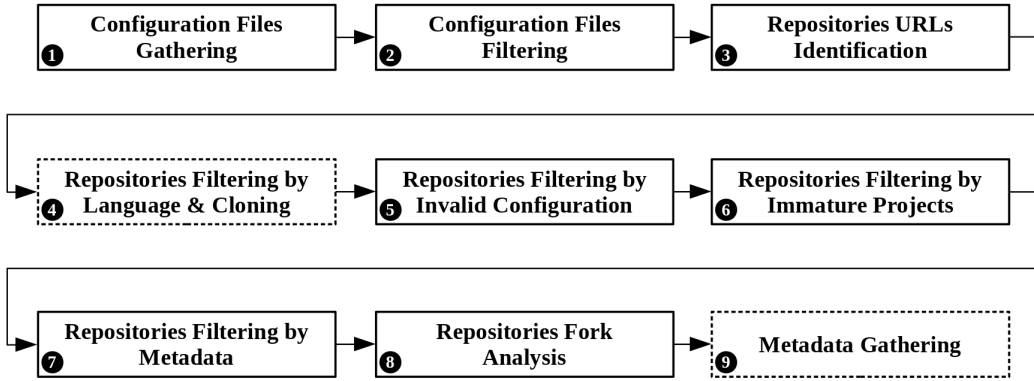 Configuration Files
Gathering
1
Configuration Files
Filtering
2
Repositories URLs
Identification
3
Repositories Filtering by
Language & Cloning
4
Repositories Filtering by
Invalid Configuration
5
Repositories Filtering by
Immature Projects
6
Repositories Filtering by
Metadata
7
Repositories Fork
Analysis
8
Metadata Gathering
9